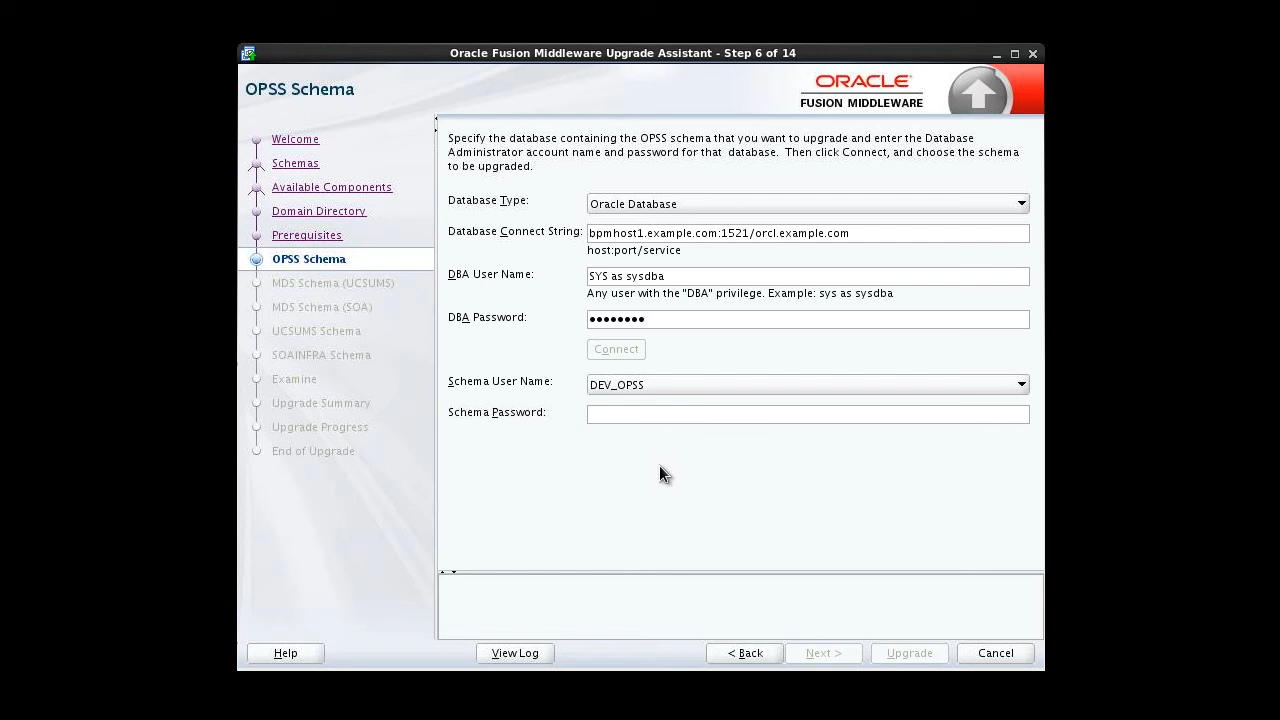 Oracle Fusion Middleware Upgrade Assistant - Step 6 of 14
OPSS Schema
ORACLE
FUSION MIDDLEWARE
Welcome
Schemas
Available Components
Domain Directory
Prerequisites
OPSS Schema
MDS Schema (UCSUMS)
MDS Schema (SOA)
UCSUMS Schema
SOAINFRA Schema
Examine
Upgrade Summary
Upgrade Progress
End of Upgrade
Specify the database containing the OPSS schema that you want to upgrade and enter the Database
Administrator account name and password for that database. Then click Connect, and choose the schema
to be upgraded.
Database Type: Oracle Database
Database Connect String: bpmhost1.example.com:1521/orcl.example.com
host:port/service
DBA User Name: SYS as sysdba
Any user with the "DBA" privilege. Example: sys as sysdba
DBA Password: ●●●●●●●●
Connect
Schema User Name: DEV_OPSS
Schema Password:
Help View Log < Back Next > Upgrade Cancel